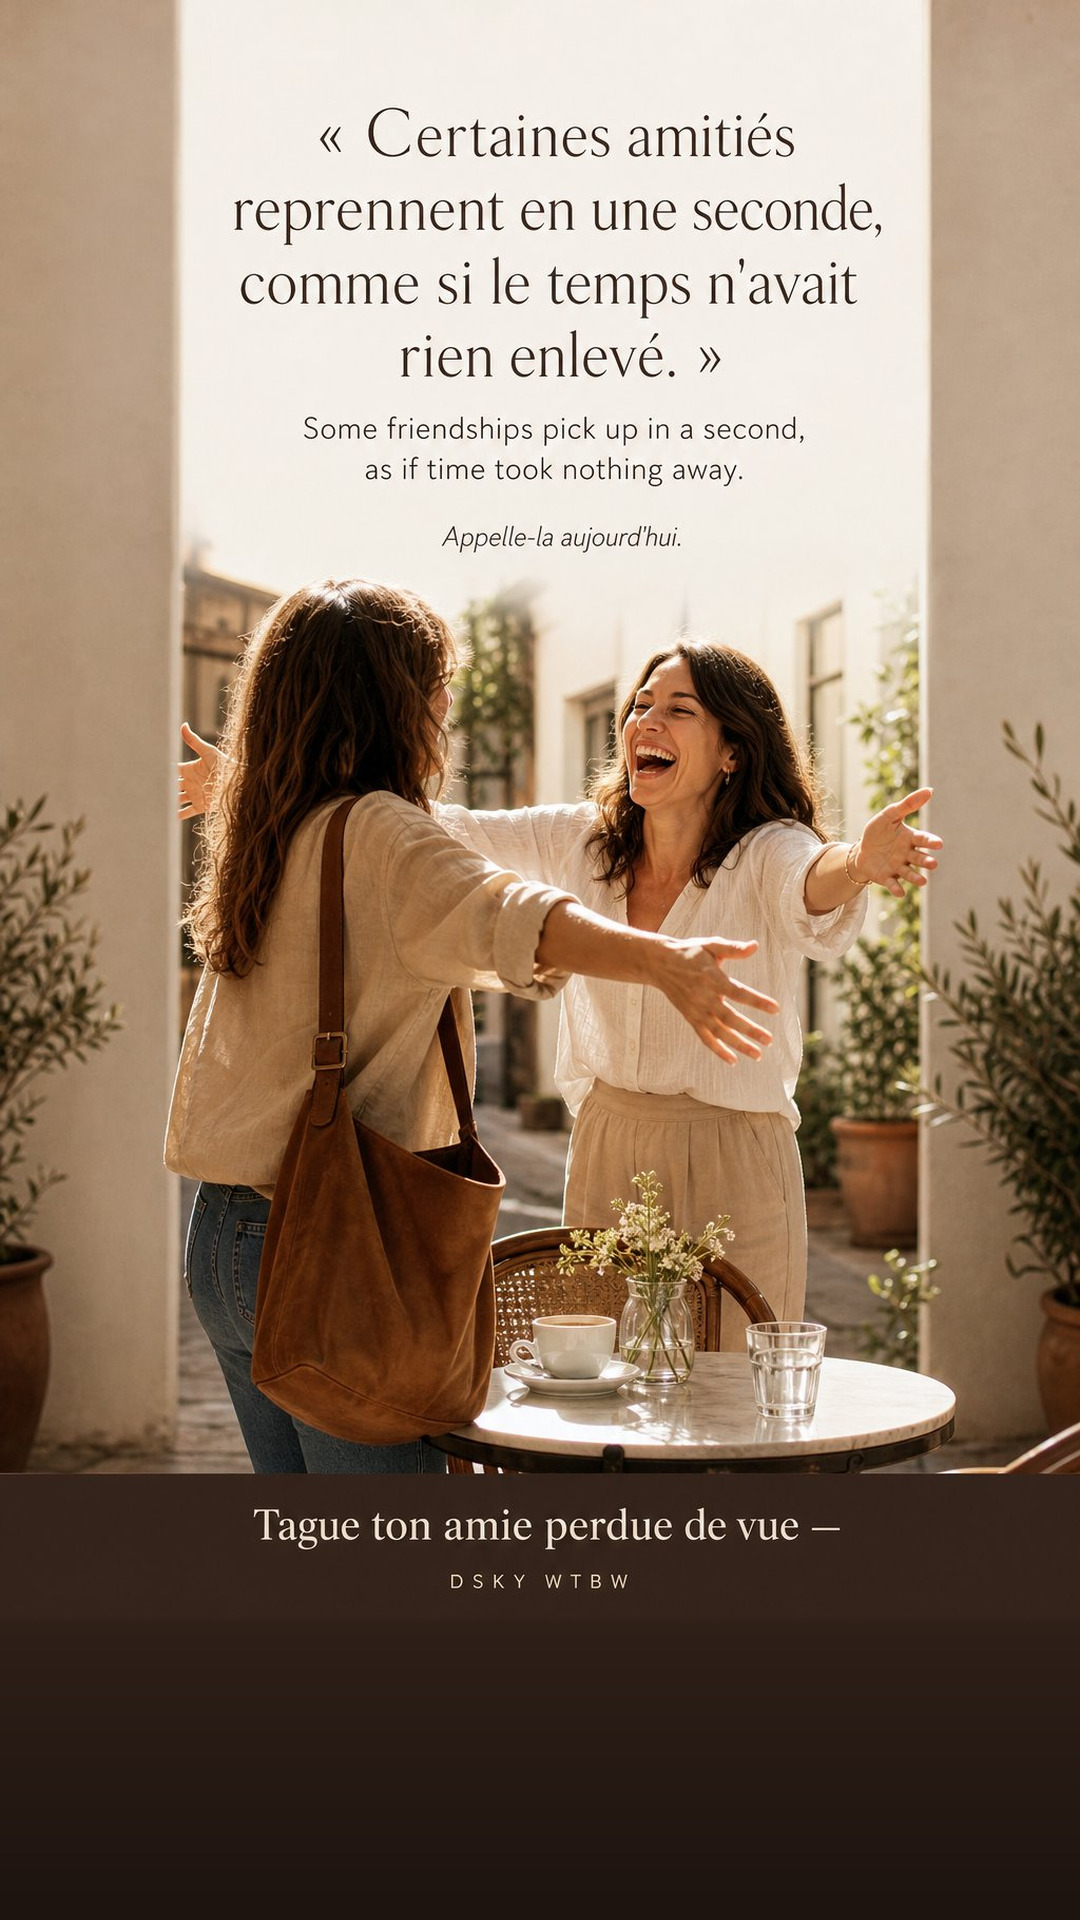 « Certaines amitiés
reprennent en une seconde,
comme si le temps n’avait
rien enlevé. »
Some friendships pick up in a second,
as if time took nothing away.
Appelle-la aujourd’hui.
Tague ton amie perdue de vue —
DSKY WTBW